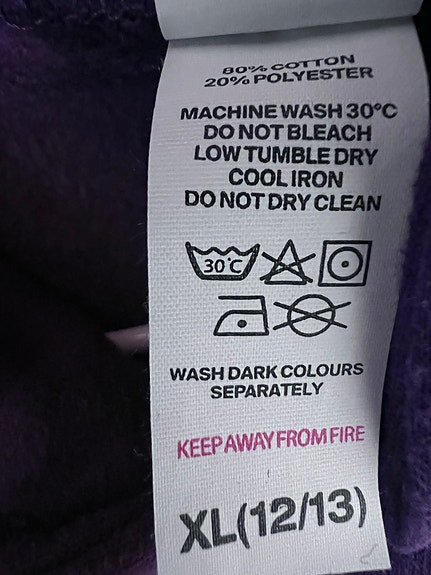 80% COTTON
20% POLYESTER
MACHINE WASH 30°C
DO NOT BLEACH
LOW TUMBLE DRY
COOL IRON
DO NOT DRY CLEAN
30°C
WASH DARK COLOURS
SEPARATELY
KEEP AWAY FROM FIRE
XL(12/13)